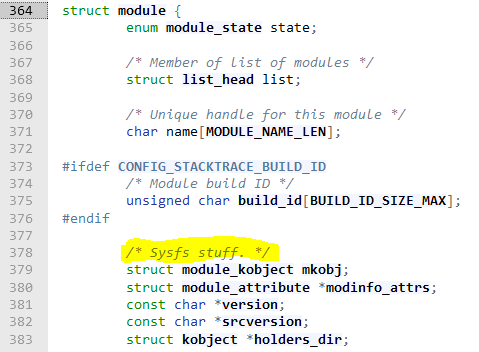 364 struct module {
365 enum module_state state;
366
367 /* Member of list of modules */
368 struct list_head list;
369
370 /* Unique handle for this module */
371 char name[MODULE_NAME_LEN];
372
373 #ifdef CONFIG_STACKTRACE_BUILD_ID
374 /* Module build ID */
375 unsigned char build_id[BUILD_ID_SIZE_MAX];
376 #endif
377
378 /* Sysfs stuff. */
379 struct module_kobject mkobj;
380 struct module_attribute *modinfo_attrs;
381 const char *version;
382 const char *srcversion;
383 struct kobject *holders_dir;